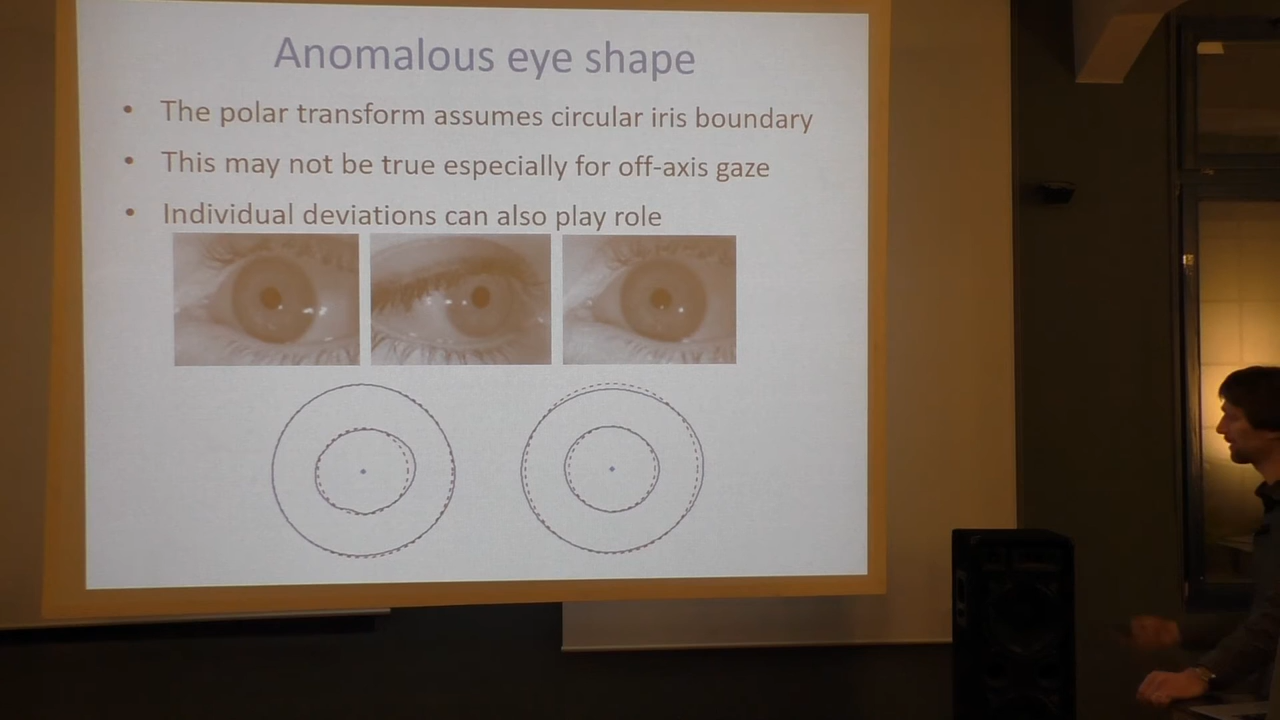 Anomalous eye shape
• The polar transform assumes circular iris boundary
• This may not be true especially for off-axis gaze
• Individual deviations can also play role